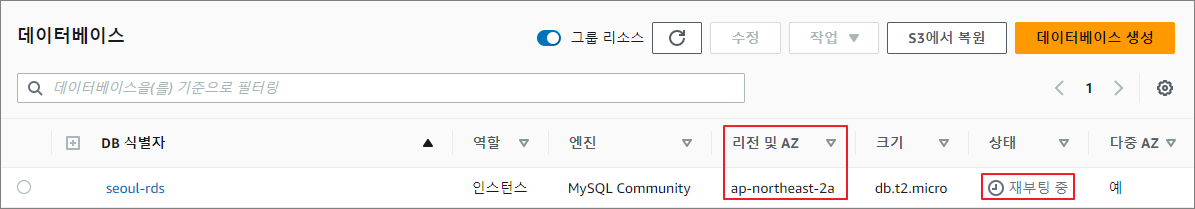 데이터베이스
그룹 리소스 수정 작업 S3에서 복원 데이터베이스 생성
데이터베이스을(를) 기준으로 필터링 1
DB 식별자 역할 엔진 리전 및 AZ 크기 상태 다중 AZ
seoul-rds 인스턴스 MySQL Community ap-northeast-2a db.t2.micro 재부팅 중 예